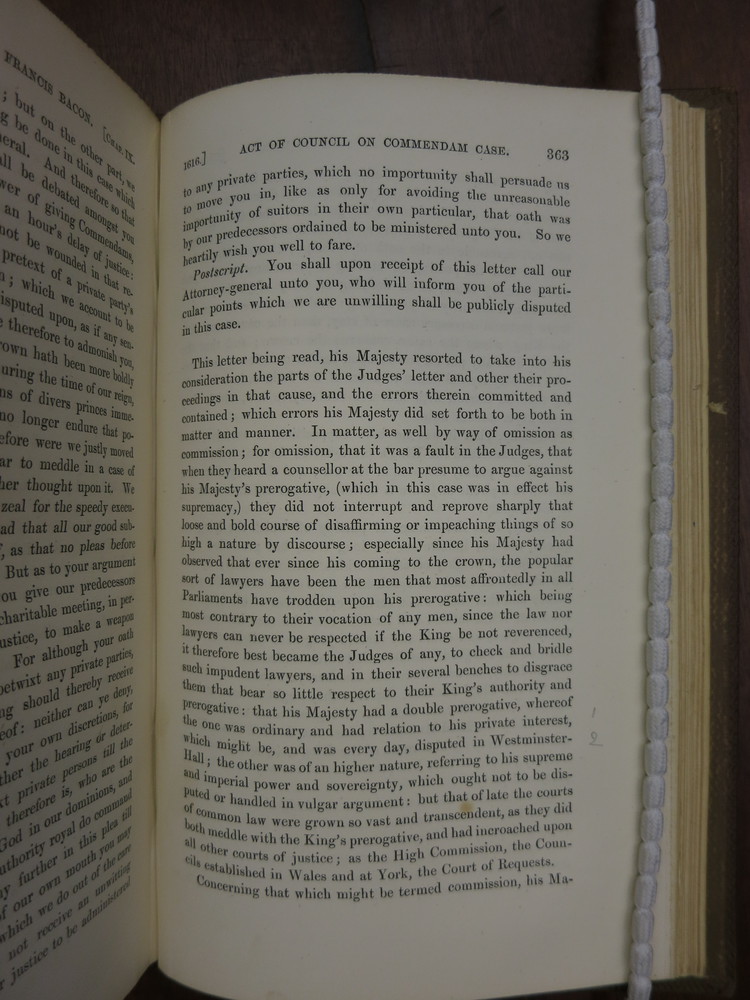 FRANCIS BACON. [CHAP. IX.
; but on the other part, we
g be done in this case which
eral. And therefore so that
all be debated amongst you
wer of giving Commendams,
an hour's delay of justice:
not be wounded in that re-
pretext of a private party's
n; which we account to be
isputed upon, as if any sen-
e therefore to admonish you,
own hath been more boldly
uring the time of our reign,
ns of divers princes imme-
no longer endure that po-
efore were we justly moved
ar to meddle in a case of
her thought upon it. We
zeal for the speedy execu-
ad that all our good sub-
, as that no pleas before
But as to your argument
ou give our predecessors
charitable meeting, in per-
ustice, to make a weapon
For although your oath
betwixt any private parties,
ng should thereby receive
eof: neither can ye deny,
your own discretions, for
ther the hearing or deter-
xt private persons till the
therefore is, who are the
God in our dominions, and
uthority royal do command
y further in this plea till
f our own mouth you may
which we do out of the care
not receive an unwitting
r justice to be administered
1616.] ACT OF COUNCIL ON COMMENDAM CASE. 363
to any private parties, which no importunity shall persuade us
to move you in, like as only for avoiding the unreasonable
importunity of suitors in their own particular, that oath was
by our predecessors ordained to be ministered unto you. So we
heartily wish you well to fare.
Postscript. You shall upon receipt of this letter call our
Attorney-general unto you, who will inform you of the parti-
cular points which we are unwilling shall be publicly disputed
in this case.
This letter being read, his Majesty resorted to take into his
consideration the parts of the Judges' letter and other their pro-
ceedings in that cause, and the errors therein committed and
contained; which errors his Majesty did set forth to be both in
matter and manner. In matter, as well by way of omission as
commission; for omission, that it was a fault in the Judges, that
when they heard a counsellor at the bar presume to argue against
his Majesty's prerogative, (which in this case was in effect his
supremacy,) they did not interrupt and reprove sharply that
loose and bold course of disaffirming or impeaching things of so
high a nature by discourse; especially since his Majesty had
observed that ever since his coming to the crown, the popular
sort of lawyers have been the men that most affrontedly in all
Parliaments have trodden upon his prerogative: which being
most contrary to their vocation of any men, since the law nor
lawyers can never be respected if the King be not reverenced,
it therefore best became the Judges of any, to check and bridle
such impudent lawyers, and in their several benches to disgrace
them that bear so little respect to their King's authority and
prerogative: that his Majesty had a double prerogative, whereof
the one was ordinary and had relation to his private interest, 1
which might be, and was every day, disputed in Westminster- 2
Hall; the other was of an higher nature, referring to his supreme
and imperial power and sovereignty, which ought not to be dis-
puted or handled in vulgar argument: but that of late the courts
of common law were grown so vast and transcendent, as they did
both meddle with the King's prerogative, and had incroached upon
all other courts of justice; as the High Commission, the Coun-
cils established in Wales and at York, the Court of Requests.
Concerning that which might be termed commission, his Ma-